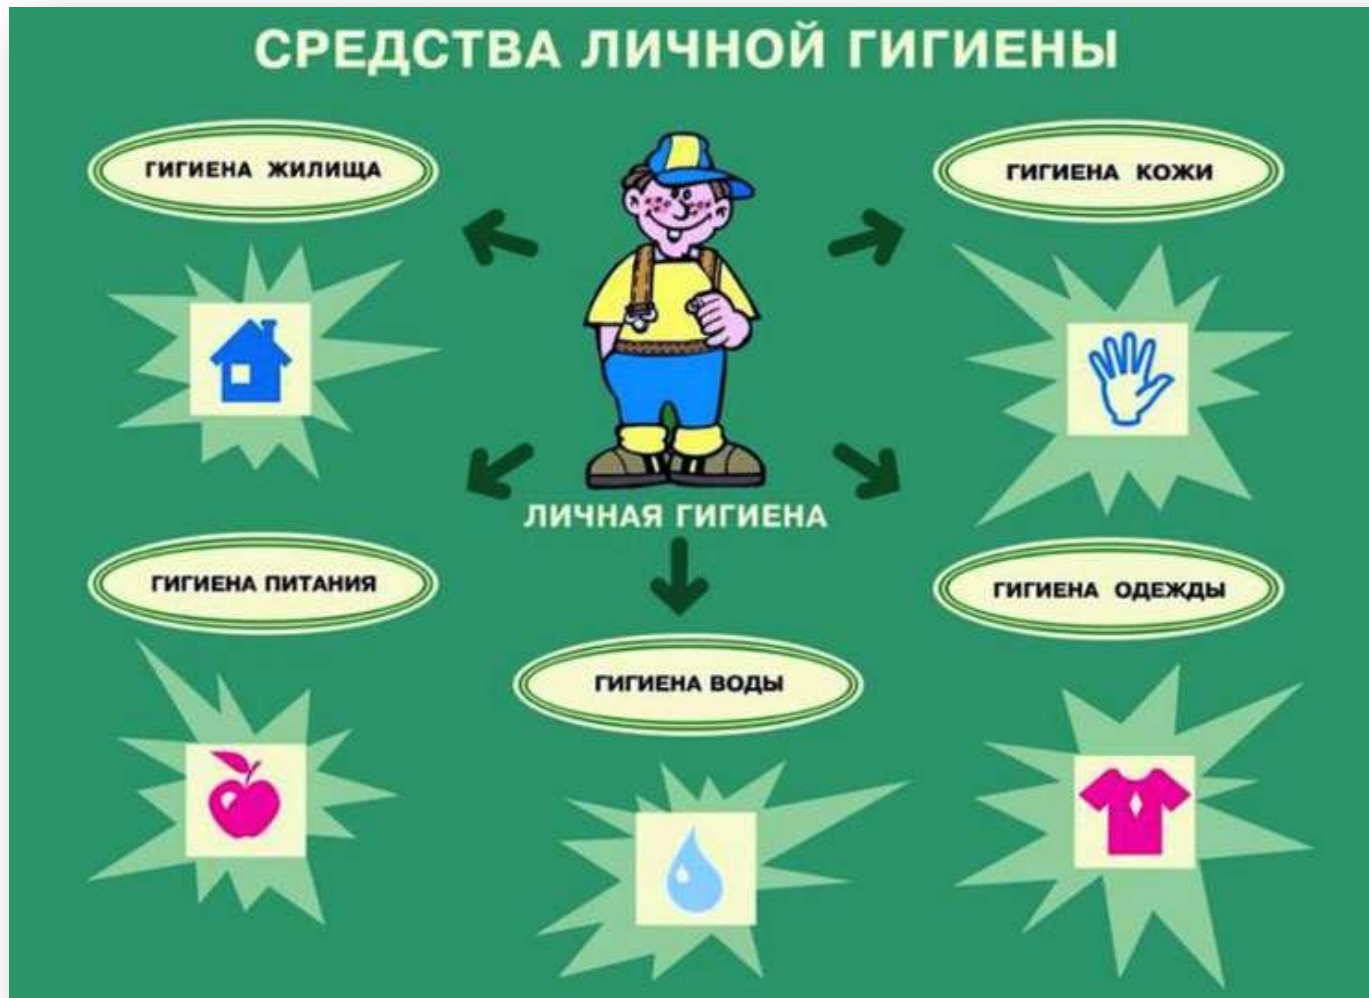 СРЕДСТВА ЛИЧНОЙ ГИГИЕНЫ
ГИГИЕНА ЖИЛИЩА
ГИГИЕНА КОЖИ
ЛИЧНАЯ ГИГИЕНА
ГИГИЕНА ПИТАНИЯ
ГИГИЕНА ОДЕЖДЫ
ГИГИЕНА ВОДЫ